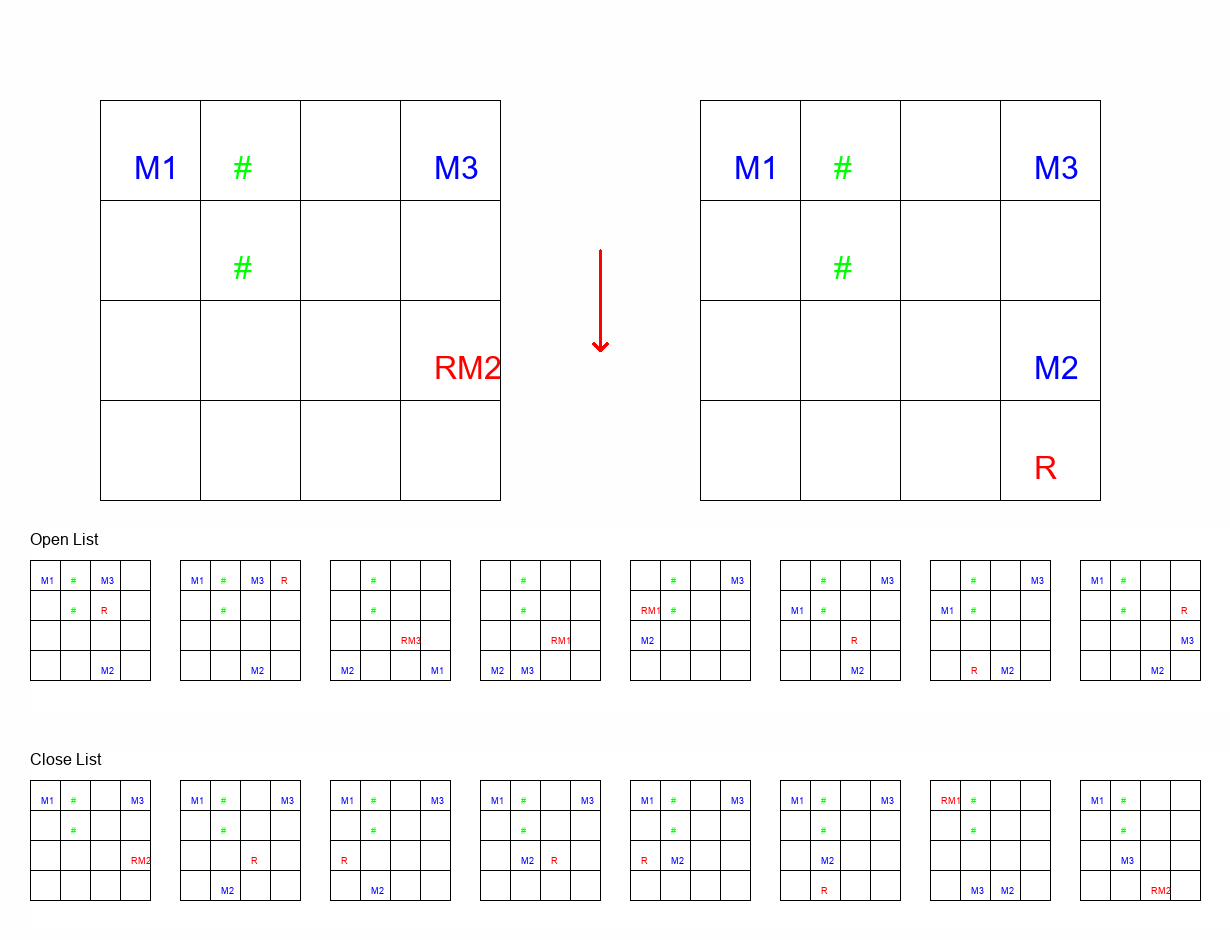 M1 # M3 M1 # M3
# #
RM2 M2
R
Open List
M1 # M3 M1 # M3 R # # # M3 # M3 # M3 M1 #
# R # # # RM1 # M1 # M1 # # R
RM3 RM1 M2 R M3
M2 M2 M2 M1 M2 M3 M2 R M2 M2
Close List
M1 # M3 M1 # M3 M1 # M3 M1 # M3 M1 # M3 M1 # M3 RM1 # M1 #
# # # # # # # #
RM2 R R M2 R R M2 M2 M3
M2 M2 R M3 M2 RM2